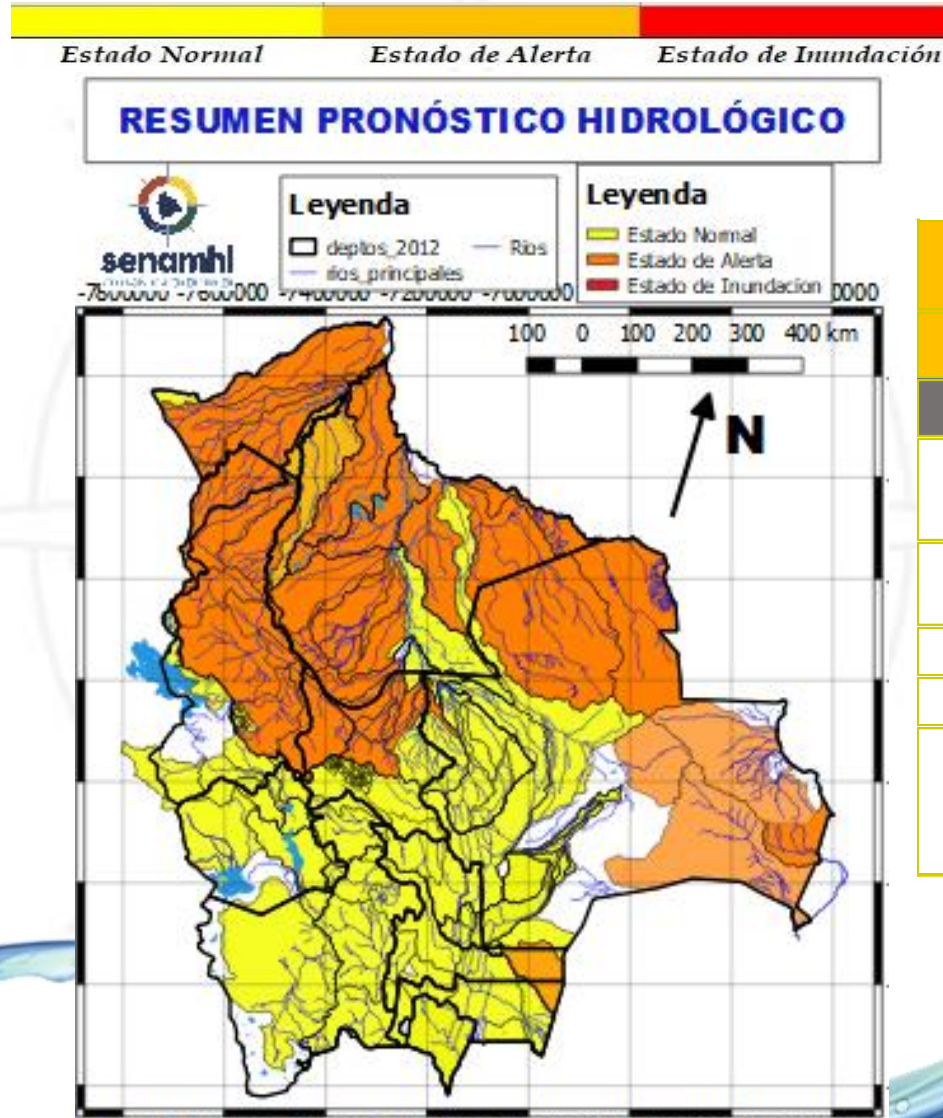 Estado Normal Estado de Alerta Estado de Inundación
RESUMEN PRONÓSTICO HIDROLÓGICO
senamhi
Leyenda
deptos_2012 Rios
rios_principales
Leyenda
Estado Normal
Estado de Alerta
Estado de Inundacion
-7800000 -7600000 -7400000 -7200000 -7000000
100 0 100 200 300 400 km
N